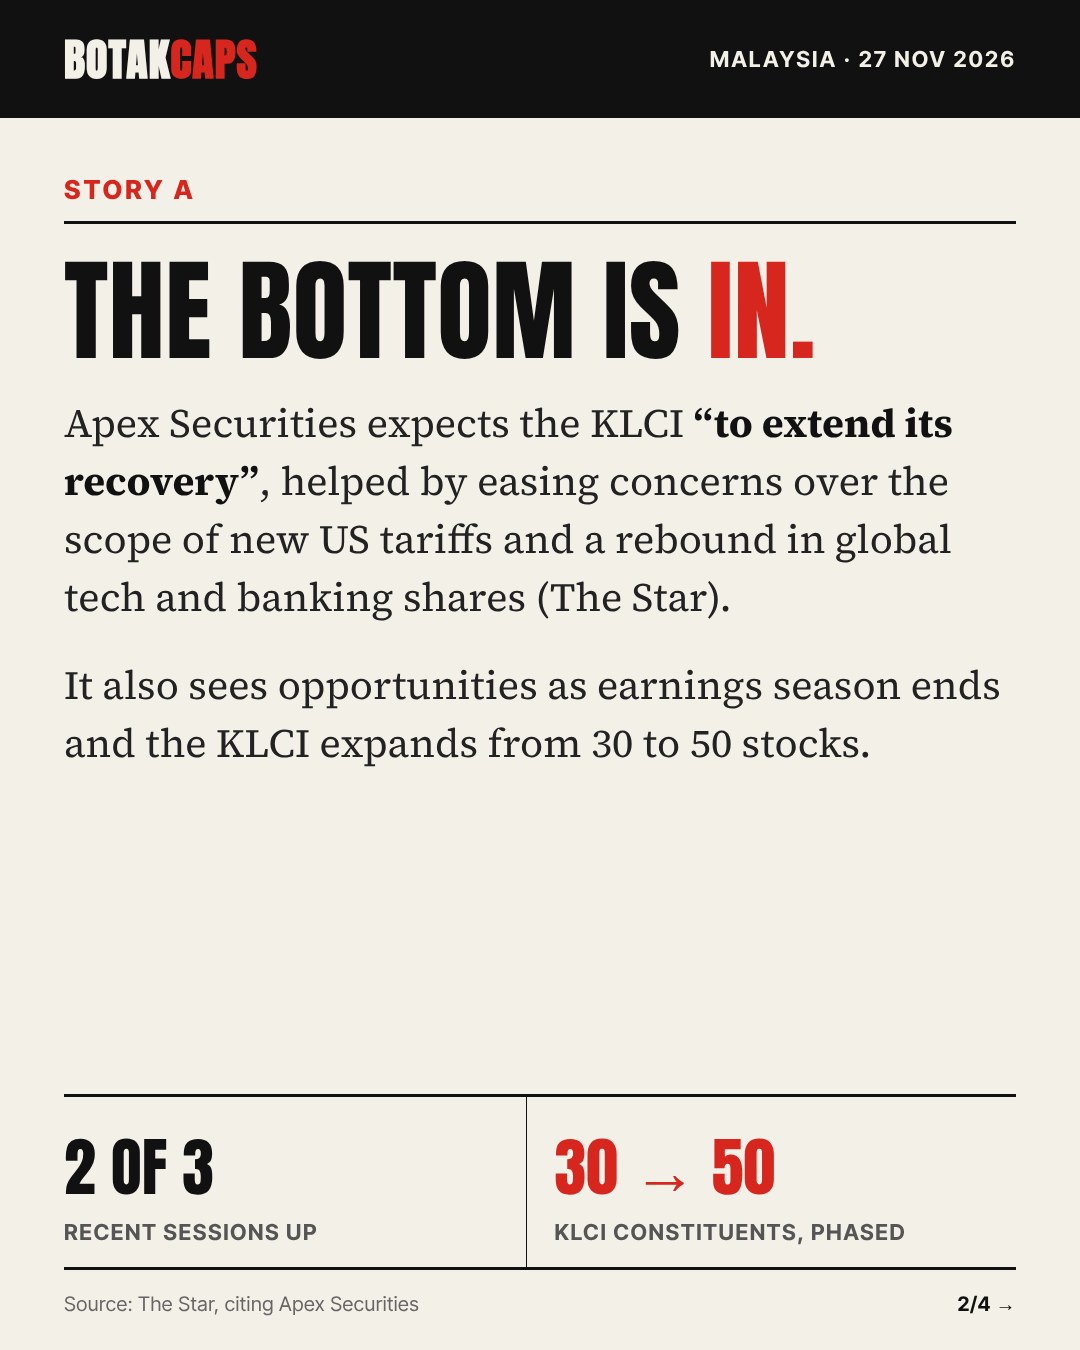 BOTAKCAPS
MALAYSIA · 27 NOV 2026
STORY A
THE BOTTOM IS IN.
Apex Securities expects the KLCI “to extend its
recovery”, helped by easing concerns over the
scope of new US tariffs and a rebound in global
tech and banking shares (The Star).
It also sees opportunities as earnings season ends
and the KLCI expands from 30 to 50 stocks.
2 OF 3
RECENT SESSIONS UP
30 → 50
KLCI CONSTITUENTS, PHASED
Source: The Star, citing Apex Securities
2/4 →